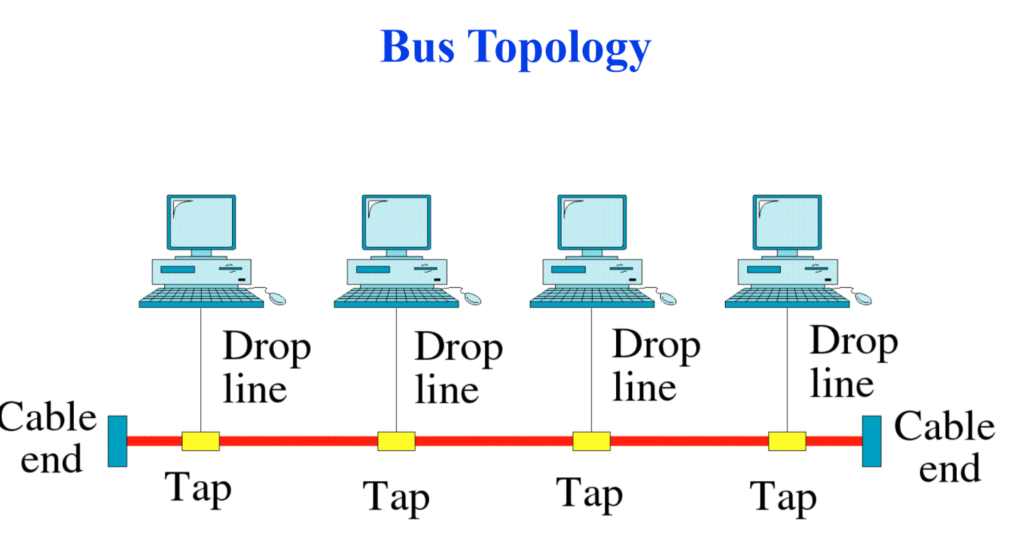 Bus Topology
Drop
line
Drop
line
Drop
line
Drop
line
Cable
end
Cable
end
Tap
Tap
Tap
Tap